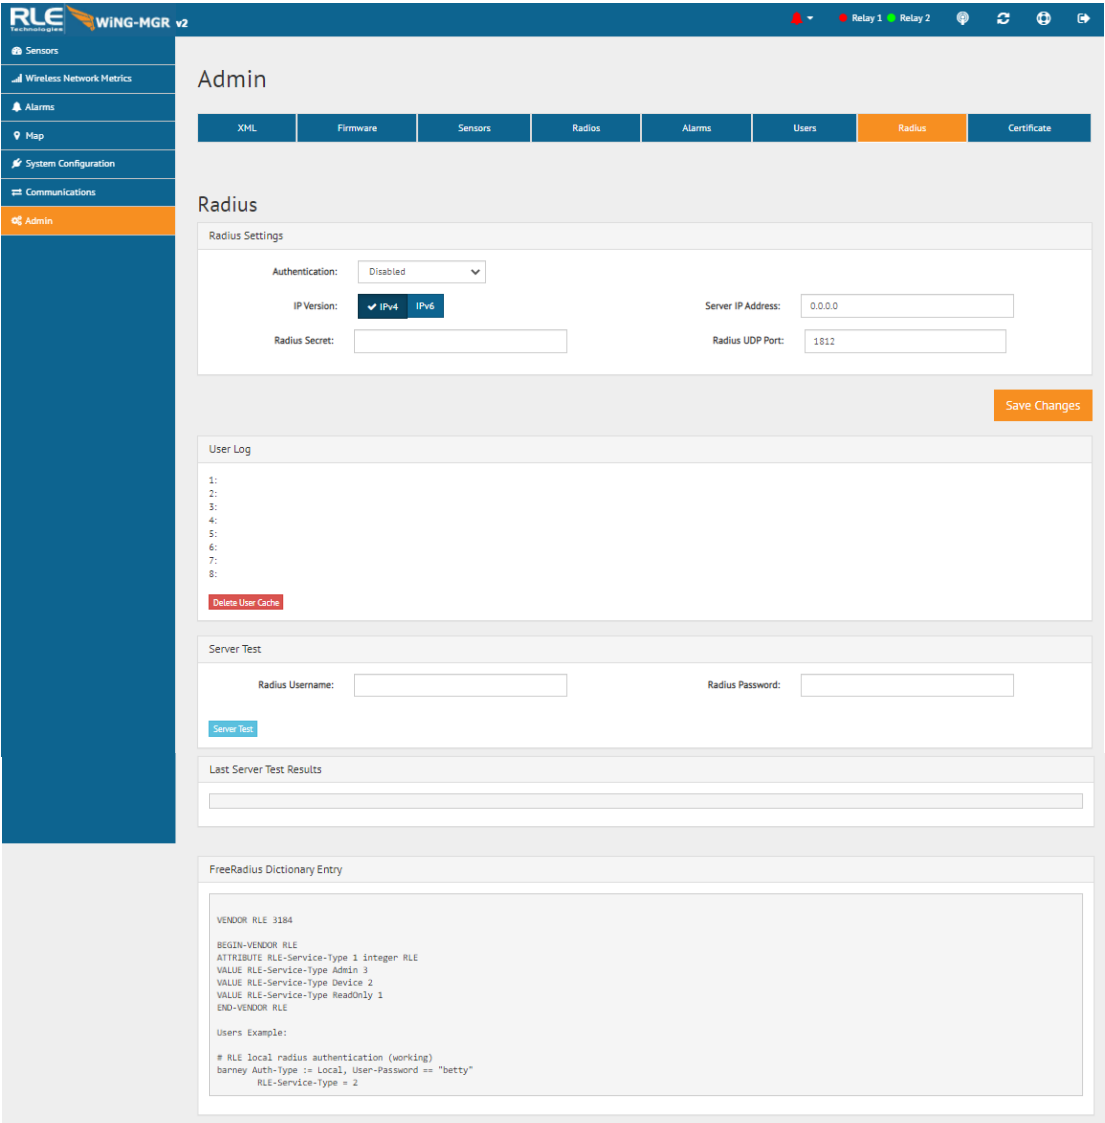 RLE Technologies WiNG-MGR v2
Relay 1 Relay 2
Sensors
Wireless Network Metrics
Alarms
Map
System Configuration
Communications
Admin
Admin
XML Firmware Sensors Radios Alarms Users Radius Certificate
Radius
Radius Settings
Authentication: Disabled
IP Version: IPv4 IPv6 Server IP Address: 0.0.0.0
Radius Secret: Radius UDP Port: 1812
Save Changes
User Log
1:
2:
3:
4:
5:
6:
7:
8:
Delete User Cache
Server Test
Radius Username: Radius Password:
Server Test
Last Server Test Results
FreeRadius Dictionary Entry
VENDOR RLE 3184
BEGIN-VENDOR RLE
ATTRIBUTE RLE-Service-Type 1 integer RLE
VALUE RLE-Service-Type Admin 3
VALUE RLE-Service-Type Device 2
VALUE RLE-Service-Type ReadOnly 1
END-VENDOR RLE
Users Example:
# RLE local radius authentication (working)
barney Auth-Type := Local, User-Password == "betty"
RLE-Service-Type = 2